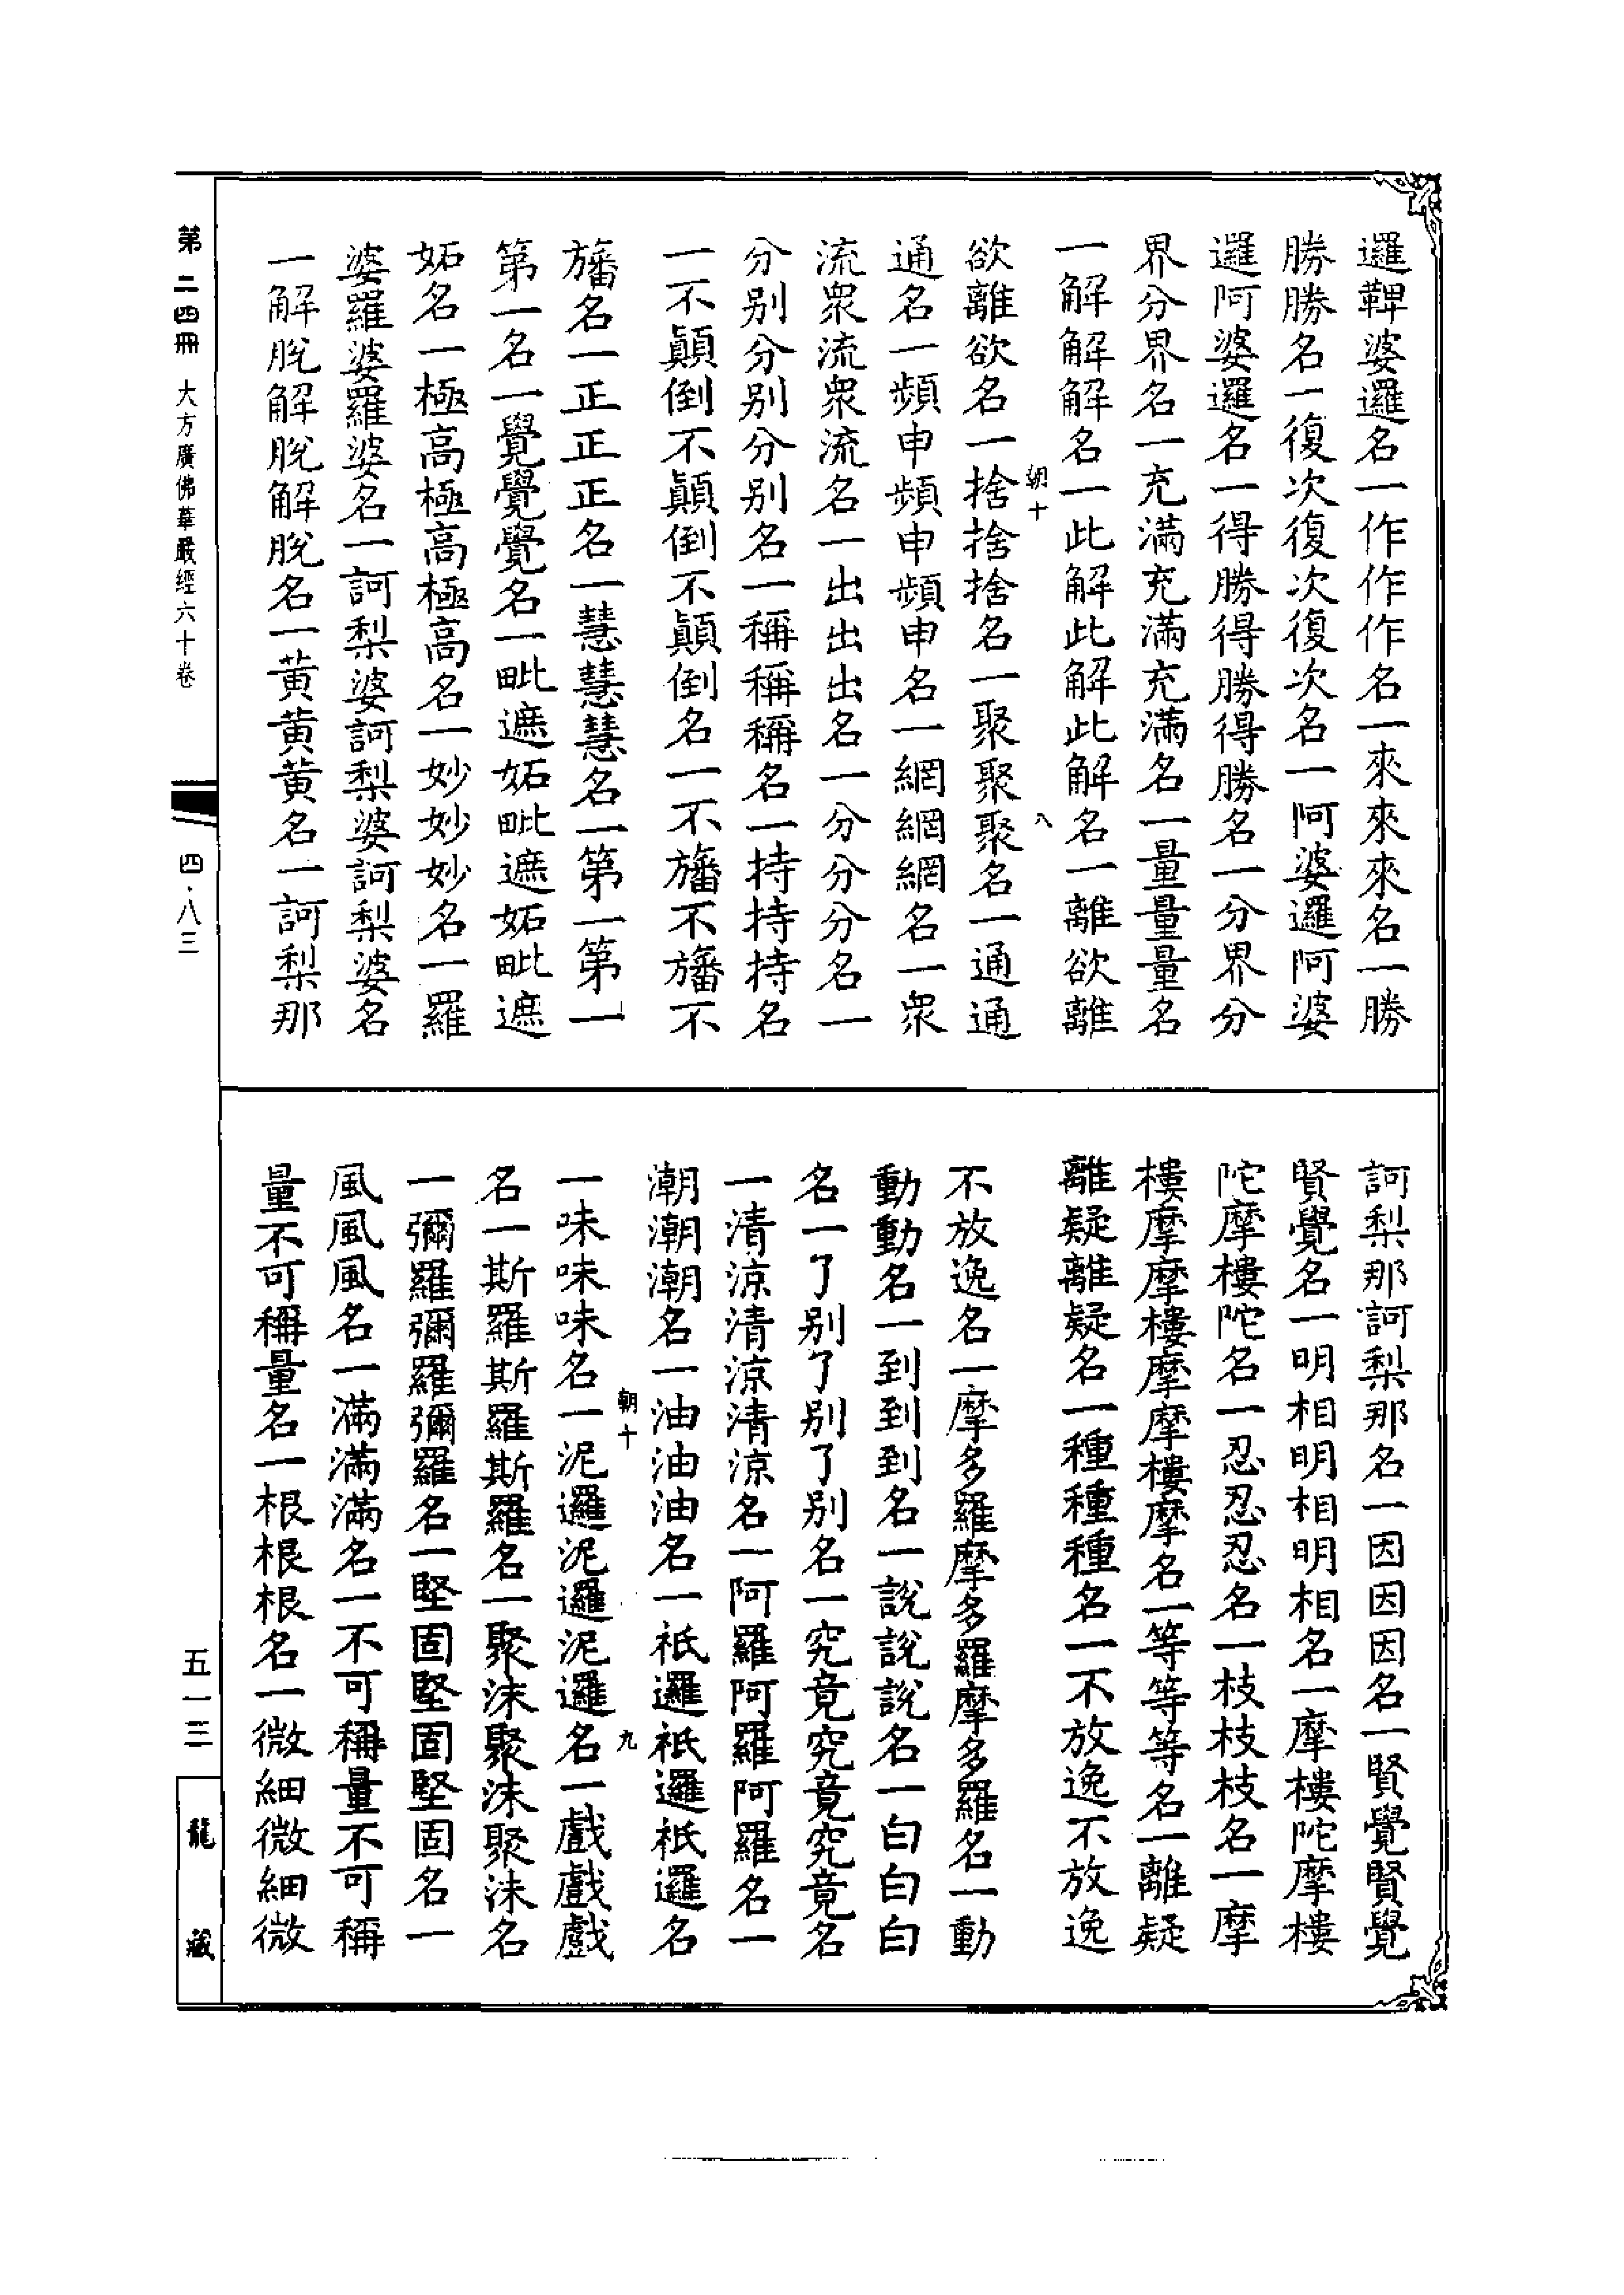 邏鞞婆邏名一作作作名一來來來名一勝
勝勝名一復次復次復次名一阿婆邏阿婆
邏阿婆邏名一得勝得勝得勝名一分界分
界分界名一充滿充滿充滿名一量量量名
一解解解名一此解此解此解名一離欲離
朝十
八
欲離欲名一捨捨捨名一聚聚聚名一通通
通名一頻申頻申頻申名一網網網名一眾
流眾流眾流名一出出出名一分分分名一
分別分別分別名一稱稱稱名一持持持名
一不顛倒不顛倒不顛倒名一不旛不旛不
旛名一正正正名一慧慧慧名一第一第一
第一名一覺覺覺名一毗遮妬毗遮妬毗遮
妬名一極高極高極高名一妙妙妙名一羅
婆羅婆羅婆名一訶梨婆訶梨婆訶梨婆名
一解脫解脫解脫名一黃黃黃名一訶梨那
訶梨那訶梨那名一因因因名一賢覺賢覺
賢覺名一明相明相明相名一摩樓陀摩樓
陀摩樓陀名一忍忍忍名一枝枝枝名一摩
樓摩摩樓摩摩樓摩名一等等等名一離疑
離疑離疑名一種種種名一不放逸不放逸
不放逸名一摩多羅摩多羅摩多羅名一動
動動名一到到到名一說說說名一白白白
名一了別了別了別名一究竟究竟究竟名
一清涼清涼清涼名一阿羅阿羅阿羅名一
潮潮潮名一油油油名一祇邏祇邏祇邏名
朝十
九
一味味味名一泥邏泥邏泥邏名一戲戲戲
名一斯羅斯羅斯羅名一聚沫聚沫聚沫名
一彌羅彌羅彌羅名一堅固堅固堅固名一
風風風名一滿滿滿名一不可稱量不可稱
量不可稱量名一根根根名一微細微細微
第二四冊
大方廣佛華嚴經六十卷
四·八三
五一三
龍藏